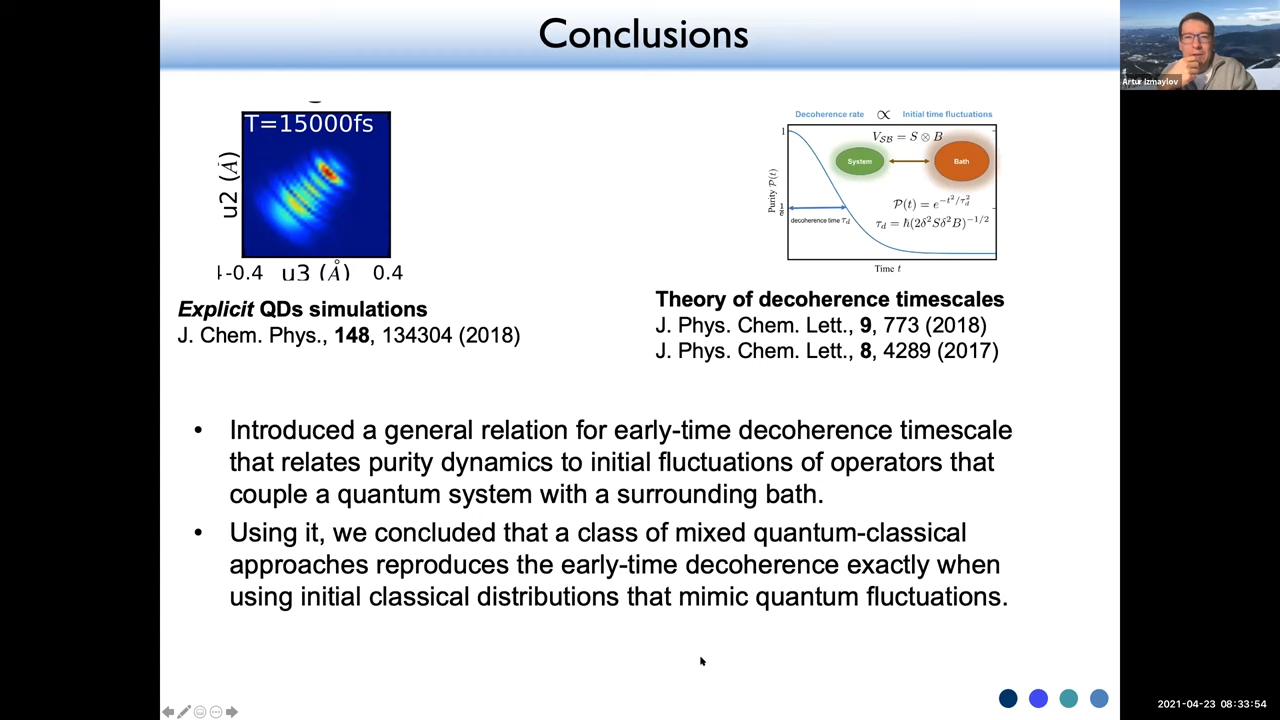 Conclusions
Artur Izmaylov
T=15000fs
u2 (Å)
-0.4 u3 (Å) 0.4
Decoherence rate ∝ Initial time fluctuations
1
V_{SB} = S ⊗ B
System
Bath
Purity P(t)
P(t) = e^{-t²/τ_d²}
decoherence time τ_d
τ_d = ℏ(2δ²Sδ²B)^{-1/2}
Time t
Explicit QDs simulations
J. Chem. Phys., 148, 134304 (2018)
Theory of decoherence timescales
J. Phys. Chem. Lett., 9, 773 (2018)
J. Phys. Chem. Lett., 8, 4289 (2017)
• Introduced a general relation for early-time decoherence timescale
that relates purity dynamics to initial fluctuations of operators that
couple a quantum system with a surrounding bath.
• Using it, we concluded that a class of mixed quantum-classical
approaches reproduces the early-time decoherence exactly when
using initial classical distributions that mimic quantum fluctuations.
2021-04-23 08:33:54